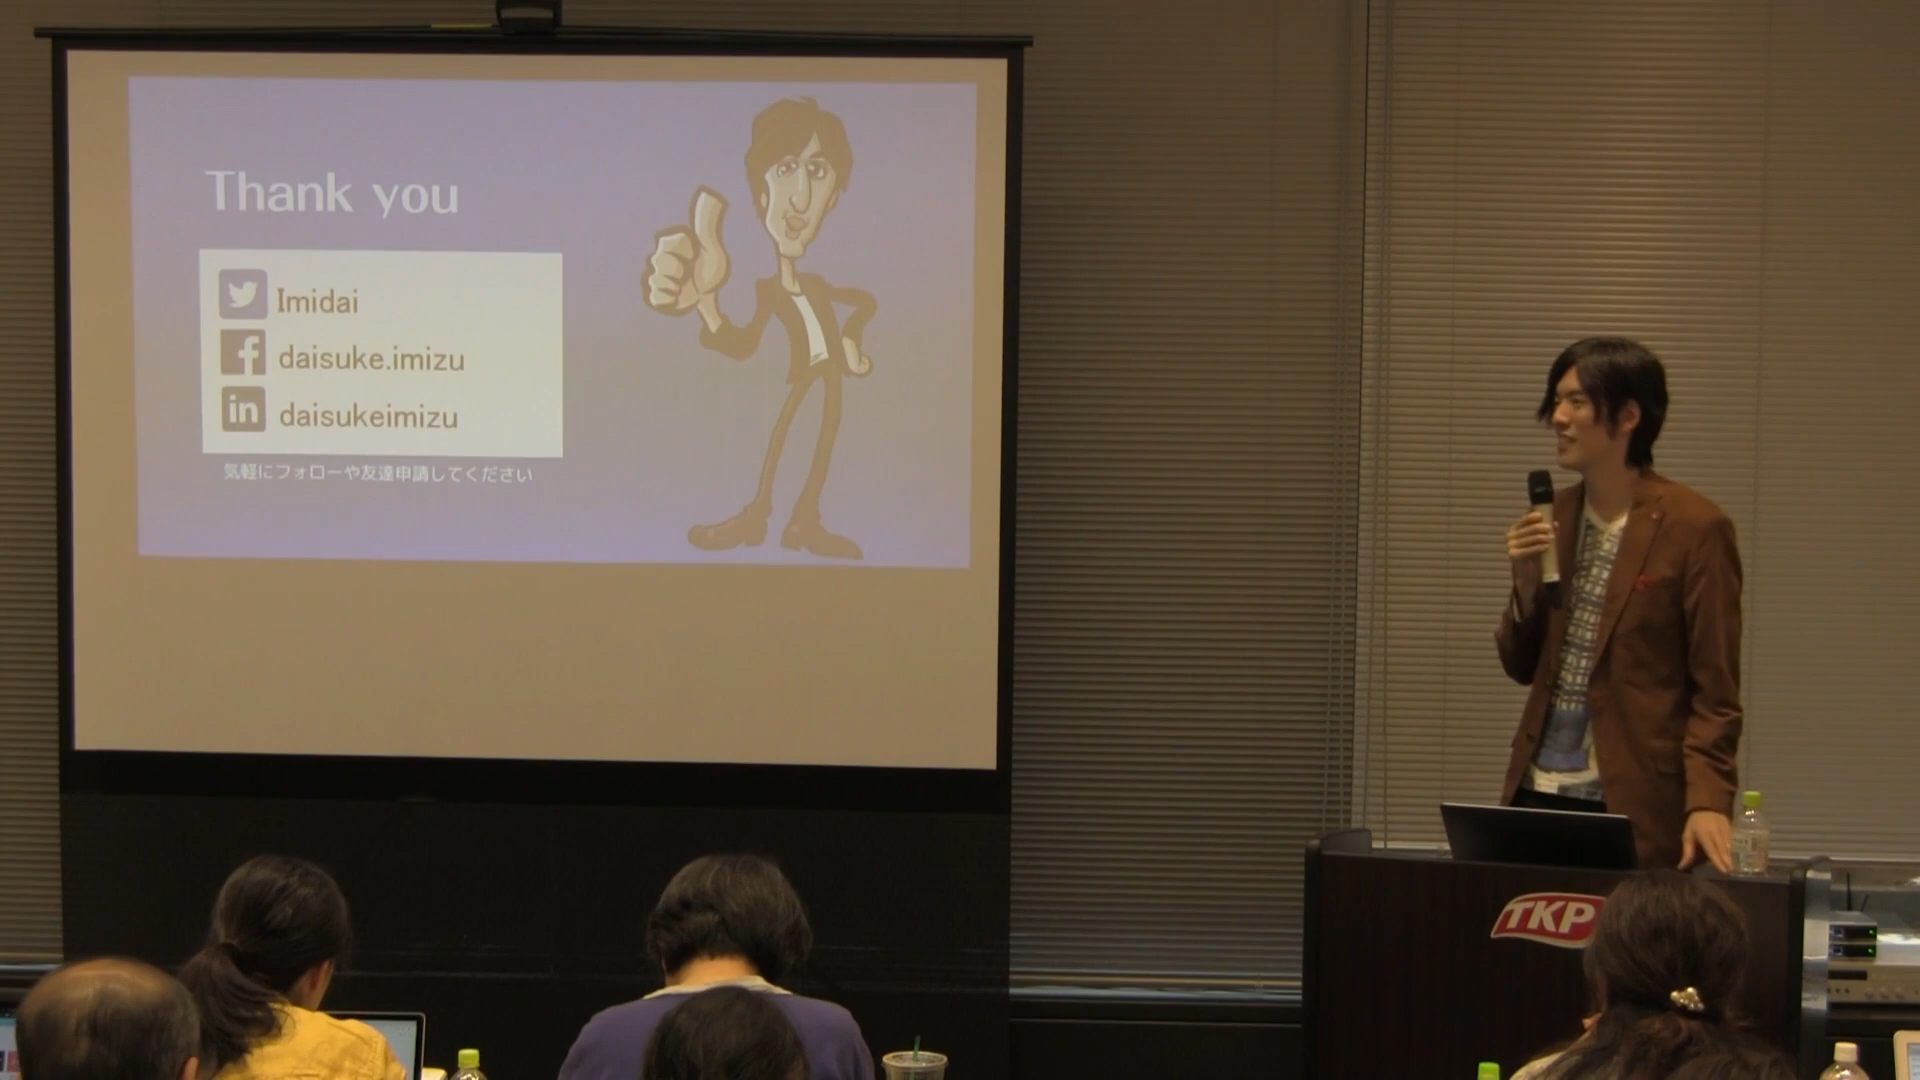 Thank you
Imidai
daisuke.imizu
in daisukeimizu
気軽にフォローや友達申請してください
TKP